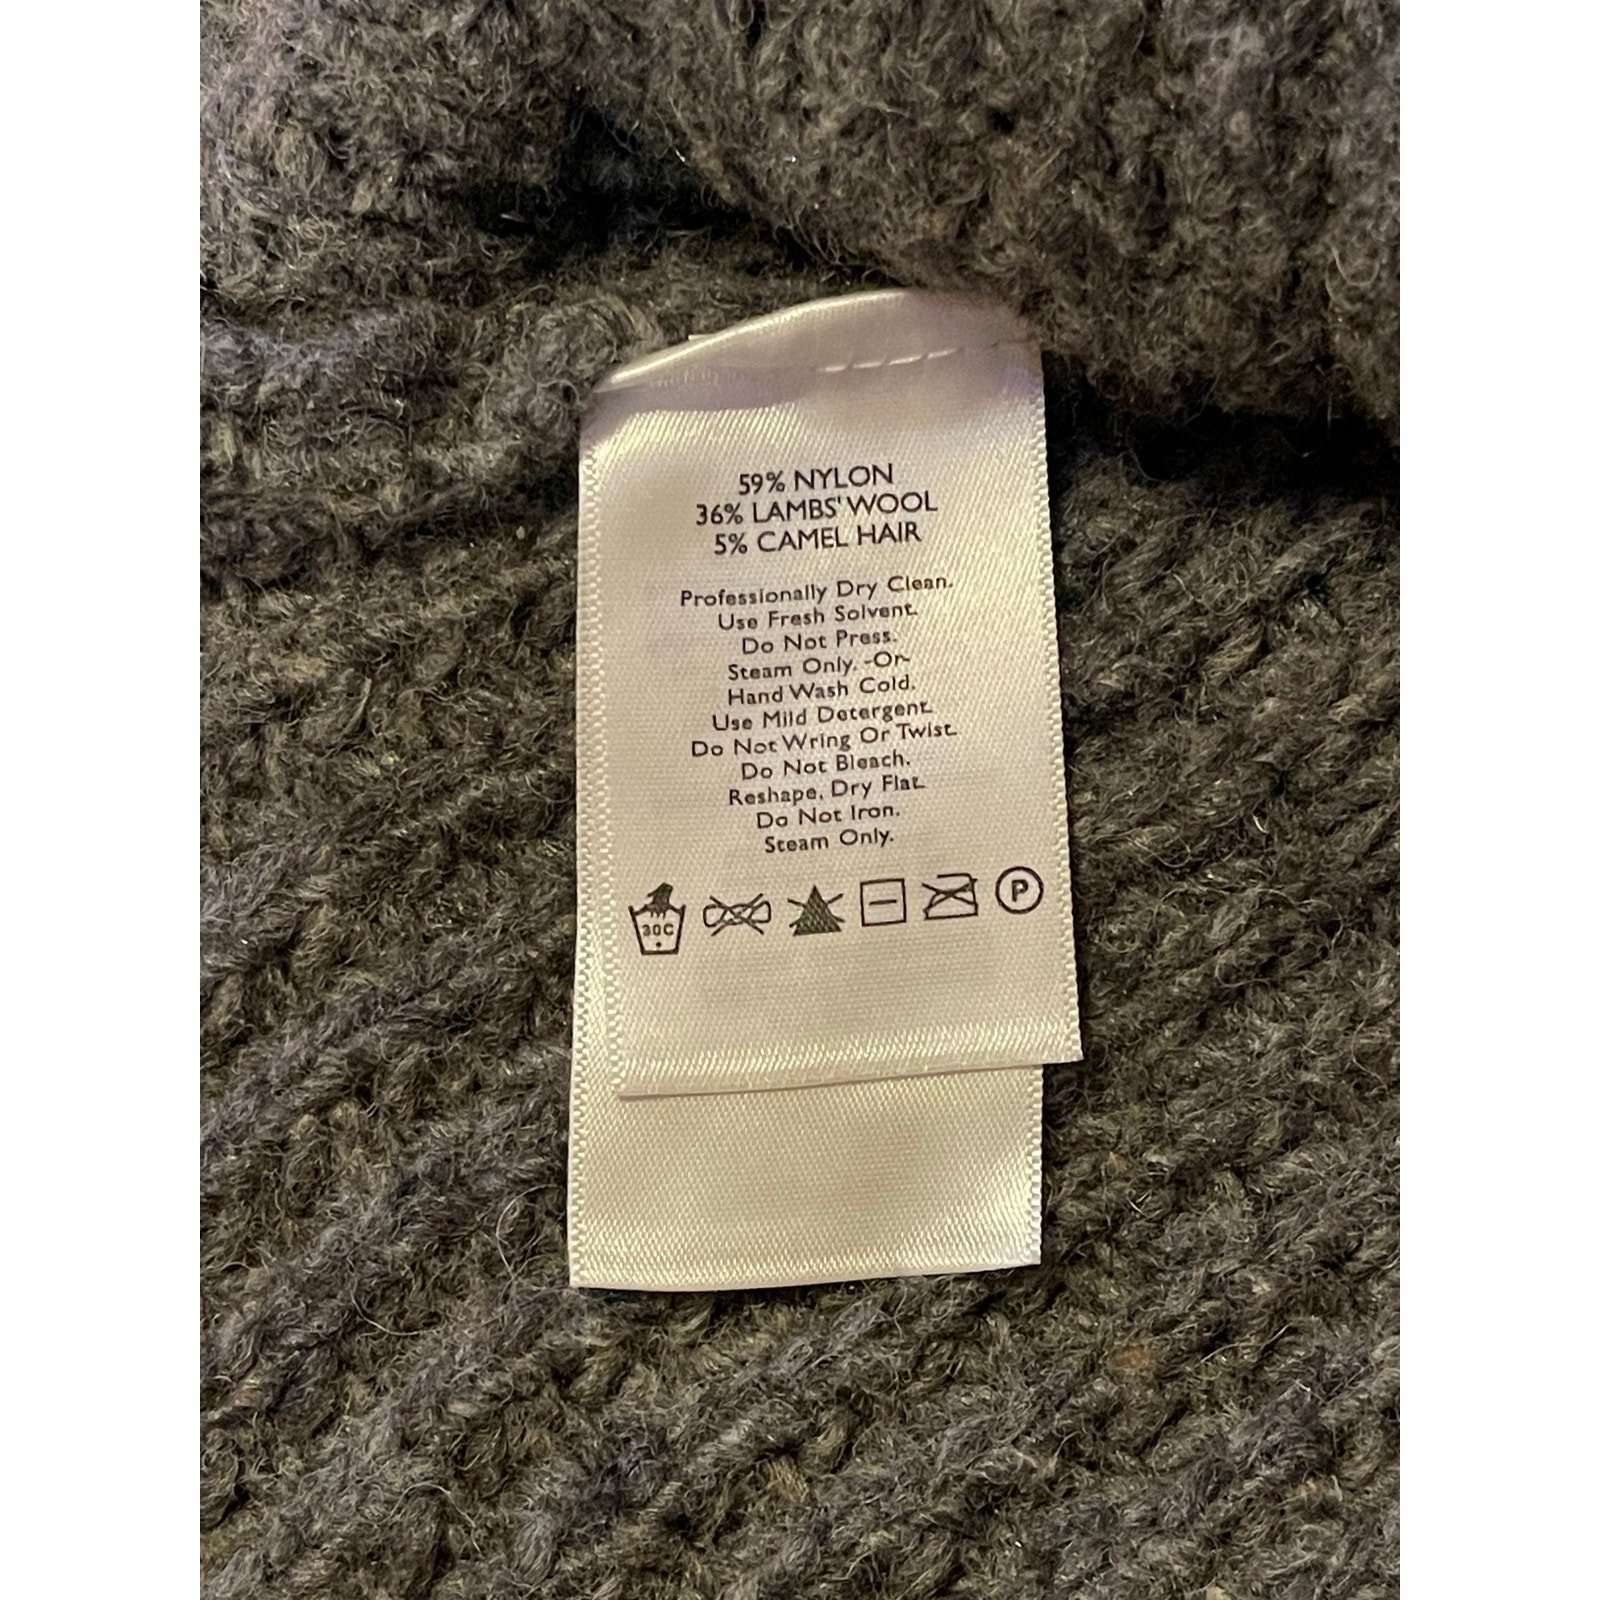 59% NYLON
36% LAMBS' WOOL
5% CAMEL HAIR
Professionally Dry Clean.
Use Fresh Solvent.
Do Not Press.
Steam Only. -Or-
Hand Wash Cold.
Use Mild Detergent.
Do Not Wring Or Twist.
Do Not Bleach.
Reshape, Dry Flat.
Do Not Iron.
Steam Only.
30C P